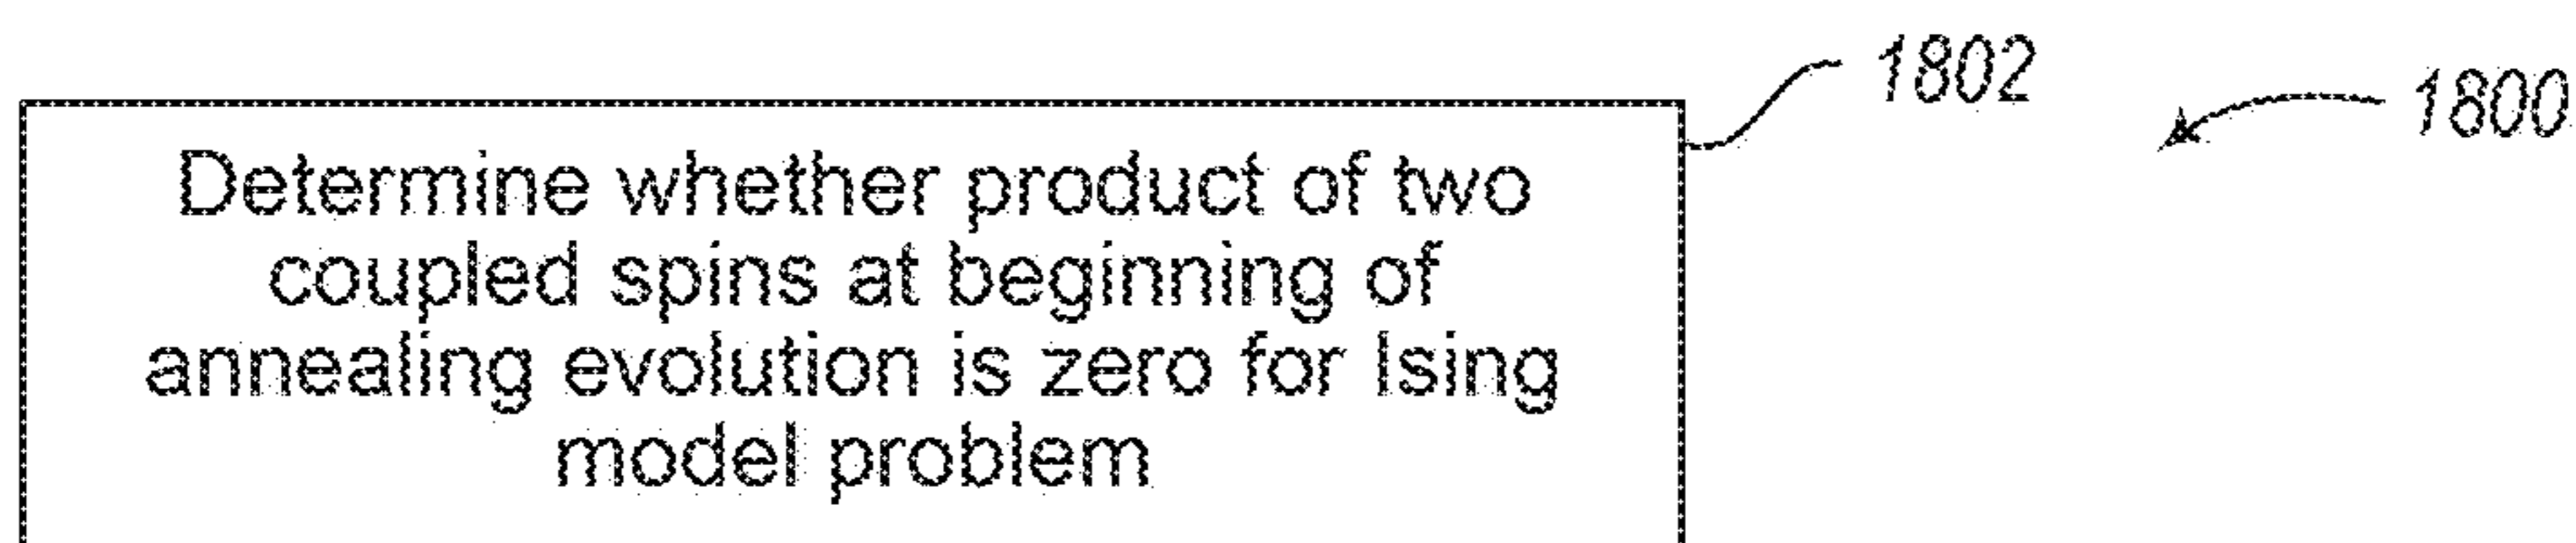 1802
1800
Determine whether product of two
coupled spins at beginning of
annealing evolution is zero for Ising
model problem